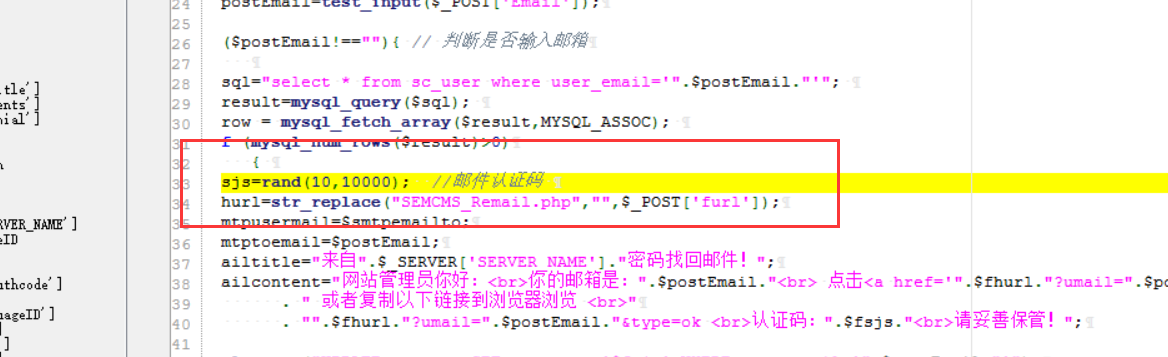 24 postEmail=test_input($_POST['Email']);
25
26 ($postEmail!==""){ // 判断是否输入邮箱
27
28 sql="select * from sc_user where user_email='".$postEmail."'";
29 result=mysql_query($sql);
30 row = mysql_fetch_array($result,MYSQL_ASSOC);
31 f (mysql_num_rows($result)>0)
32 {
33 sjs=rand(10,10000); //邮件认证码
34 hurl=str_replace("SEMCMS_Remail.php","",$_POST['furl']);
35 mtpusermail=$smtpemailto;
36 mtptoemail=$postEmail;
37 ailtitle="来自".$_SERVER['SERVER_NAME']."密码找回邮件！";
38 ailcontent="网站管理员你好：<br>你的邮箱是：".$postEmail."<br> 点击<a href='".$fhurl."?umail=".$po
39 . " 或者复制以下链接到浏览器浏览 <br>"
40 . "".$fhurl."?umail=".$postEmail."&type=ok <br>认证码：".$fsjs."<br>请妥善保管！";
41
tle']
ents']
nial']
RVER_NAME']
eID
uthcode']
nageID']
]
]